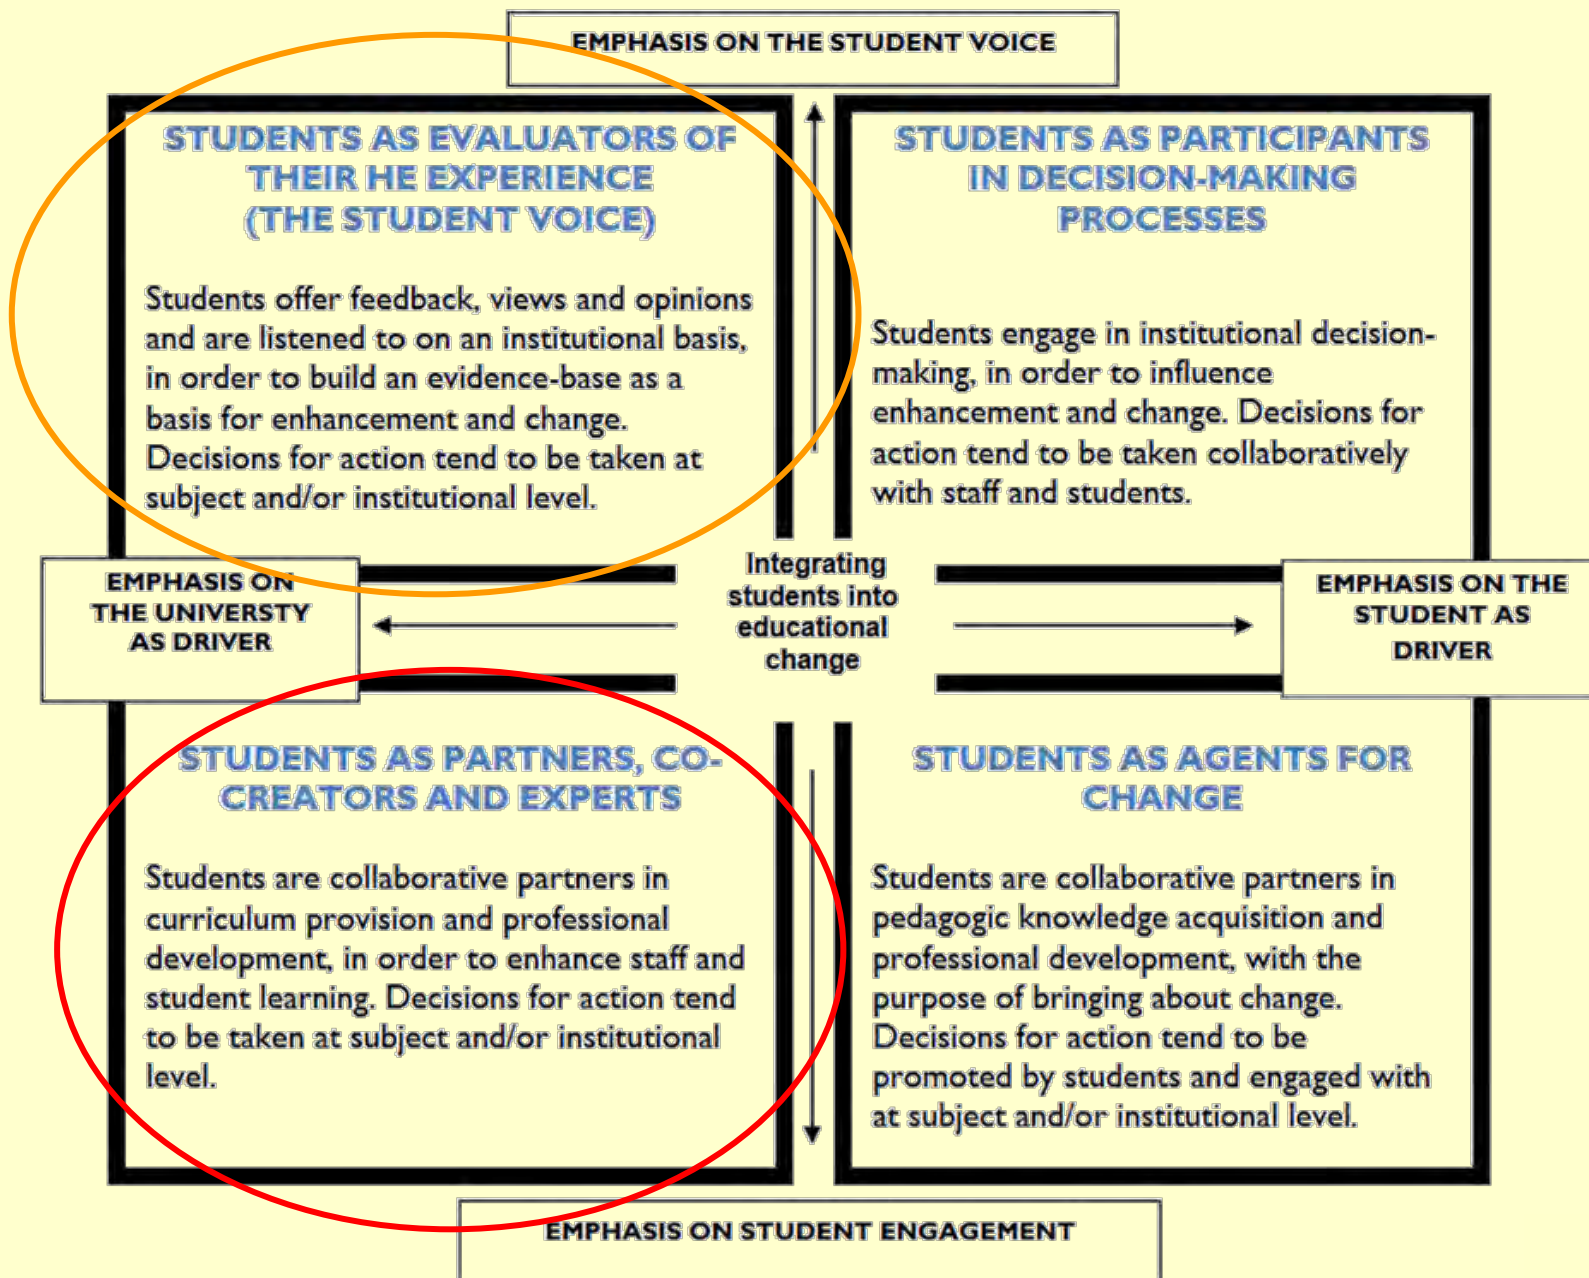 EMPHASIS ON THE STUDENT VOICE
STUDENTS AS EVALUATORS OF
THEIR HE EXPERIENCE
(THE STUDENT VOICE)
Students offer feedback, views and opinions
and are listened to on an institutional basis,
in order to build an evidence-base as a
basis for enhancement and change.
Decisions for action tend to be taken at
subject and/or institutional level.
STUDENTS AS PARTICIPANTS
IN DECISION-MAKING
PROCESSES
Students engage in institutional decision-
making, in order to influence
enhancement and change. Decisions for
action tend to be taken collaboratively
with staff and students.
EMPHASIS ON
THE UNIVERSTY
AS DRIVER
Integrating
students into
educational
change
EMPHASIS ON THE
STUDENT AS
DRIVER
STUDENTS AS PARTNERS, CO-
CREATORS AND EXPERTS
Students are collaborative partners in
curriculum provision and professional
development, in order to enhance staff and
student learning. Decisions for action tend
to be taken at subject and/or institutional
level.
STUDENTS AS AGENTS FOR
CHANGE
Students are collaborative partners in
pedagogic knowledge acquisition and
professional development, with the
purpose of bringing about change.
Decisions for action tend to be
promoted by students and engaged with
at subject and/or institutional level.
EMPHASIS ON STUDENT ENGAGEMENT